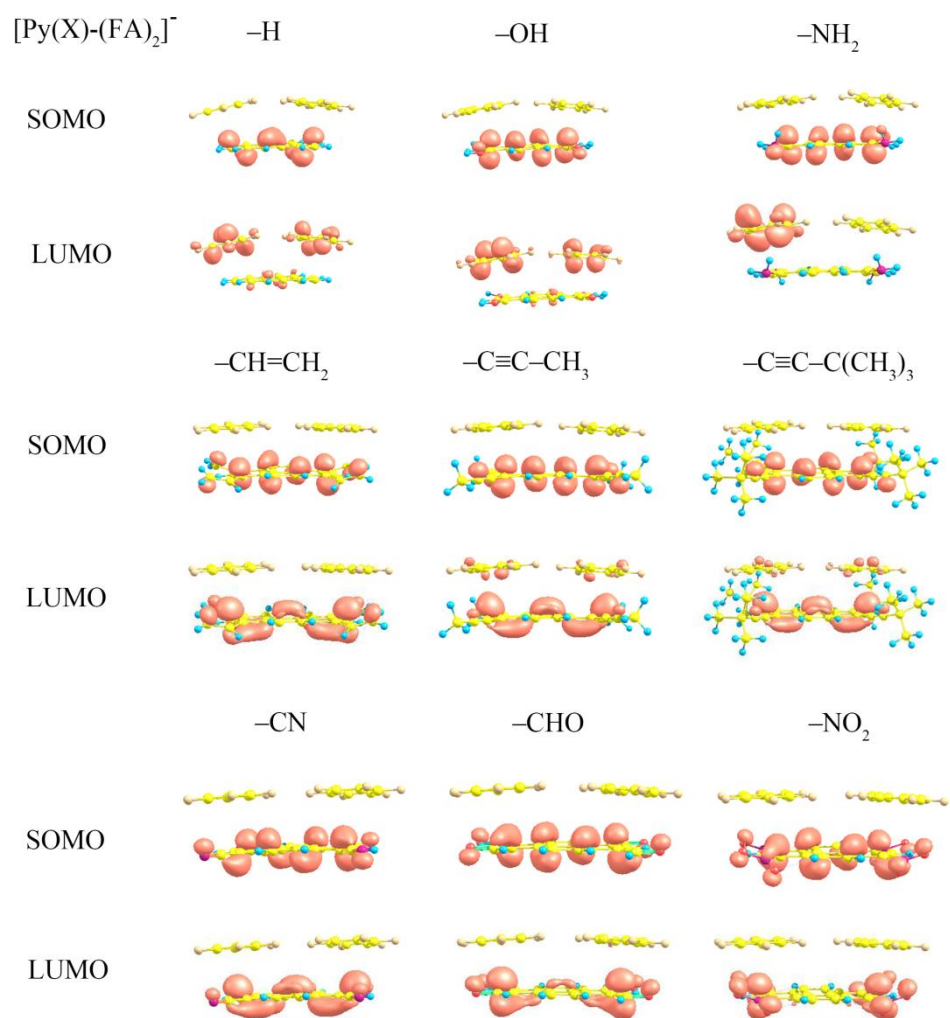 [Py(X)-(FA)₂]⁻ –H –OH –NH₂
SOMO
LUMO
–CH=CH₂ –C≡C–CH₃ –C≡C–C(CH₃)₃
SOMO
LUMO
–CN –CHO –NO₂
SOMO
LUMO